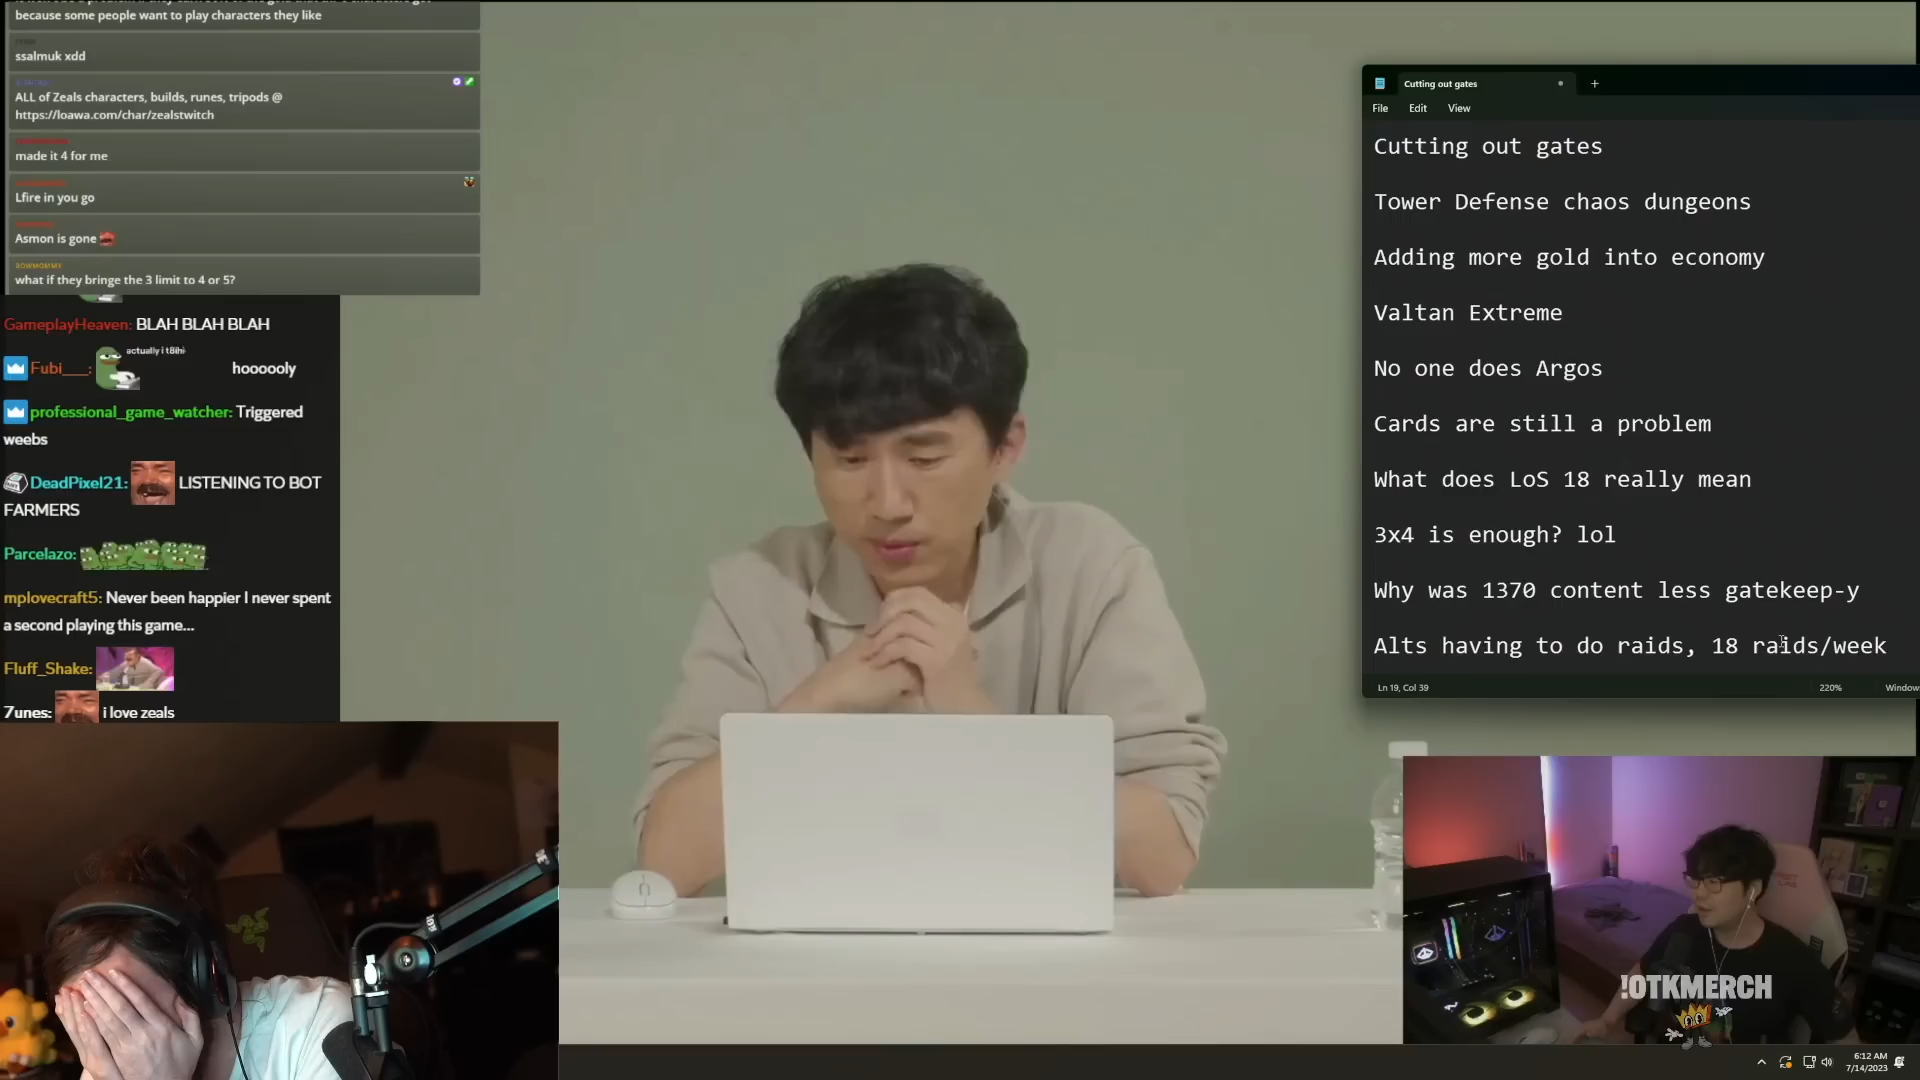 because some people want to play characters they like
ssalmuk xdd
ALL of Zeals characters, builds, runes, tripods @
https://loawa.com/char/zealstwitch
made it 4 for me
Lfire in you go
Asmon is gone
BOWMOMMY
what if they bringe the 3 limit to 4 or 5?
GameplayHeaven: BLAH BLAH BLAH
actually i t8ihi
Fubi___: hoooooly
professional_game_watcher: Triggered
weebs
DeadPixel21: LISTENING TO BOT
FARMERS
Parcelazo:
mplovecraft5: Never been happier I never spent
a second playing this game...
Fluff_Shake:
7unes: i love zeals
Cutting out gates
File Edit View
Cutting out gates
Tower Defense chaos dungeons
Adding more gold into economy
Valtan Extreme
No one does Argos
Cards are still a problem
What does LoS 18 really mean
3x4 is enough? lol
Why was 1370 content less gatekeep-y
Alts having to do raids, 18 raids/week
Ln 19, Col 39
220%
Window
!OTKMERCH
6:12 AM
7/14/2023